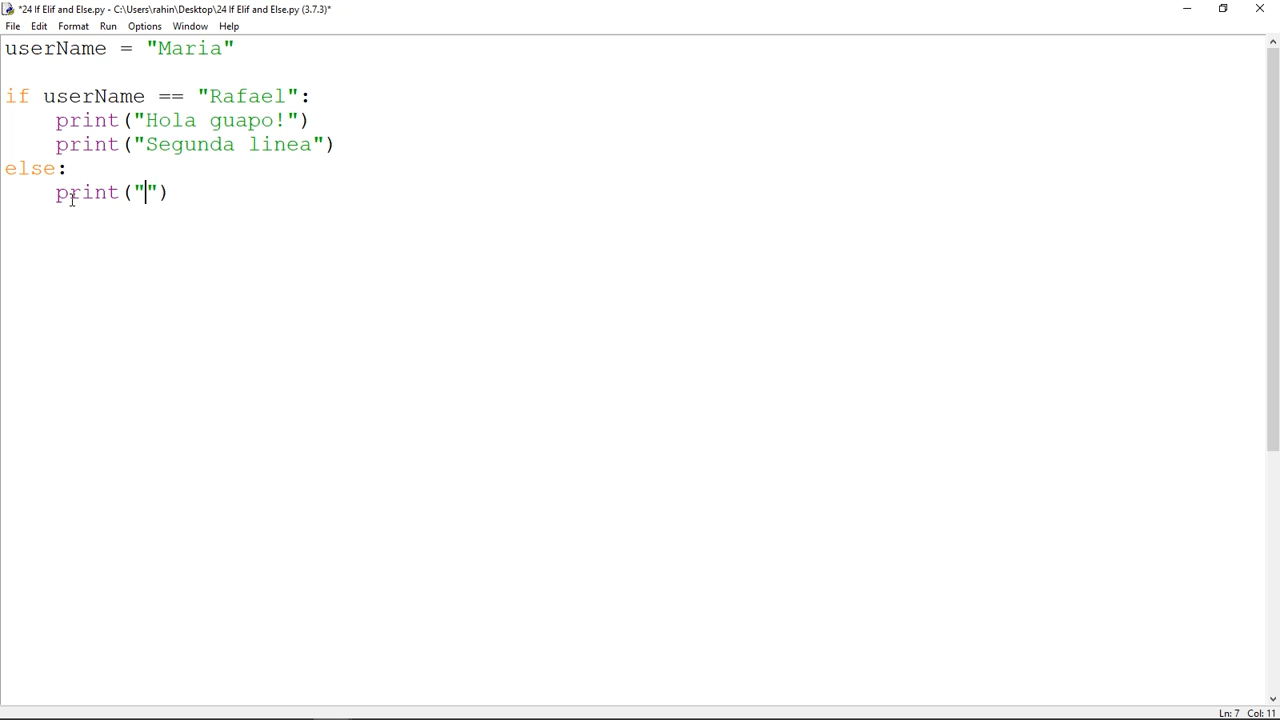 *24 If Elif and Else.py - C:\Users\rahin\Desktop\24 If Elif and Else.py (3.7.3)*
File Edit Format Run Options Window Help
userName = "Maria"
if userName == "Rafael":
    print("Hola guapo!")
    print("Segunda linea")
else:
    print("")
Ln: 7 Col: 11